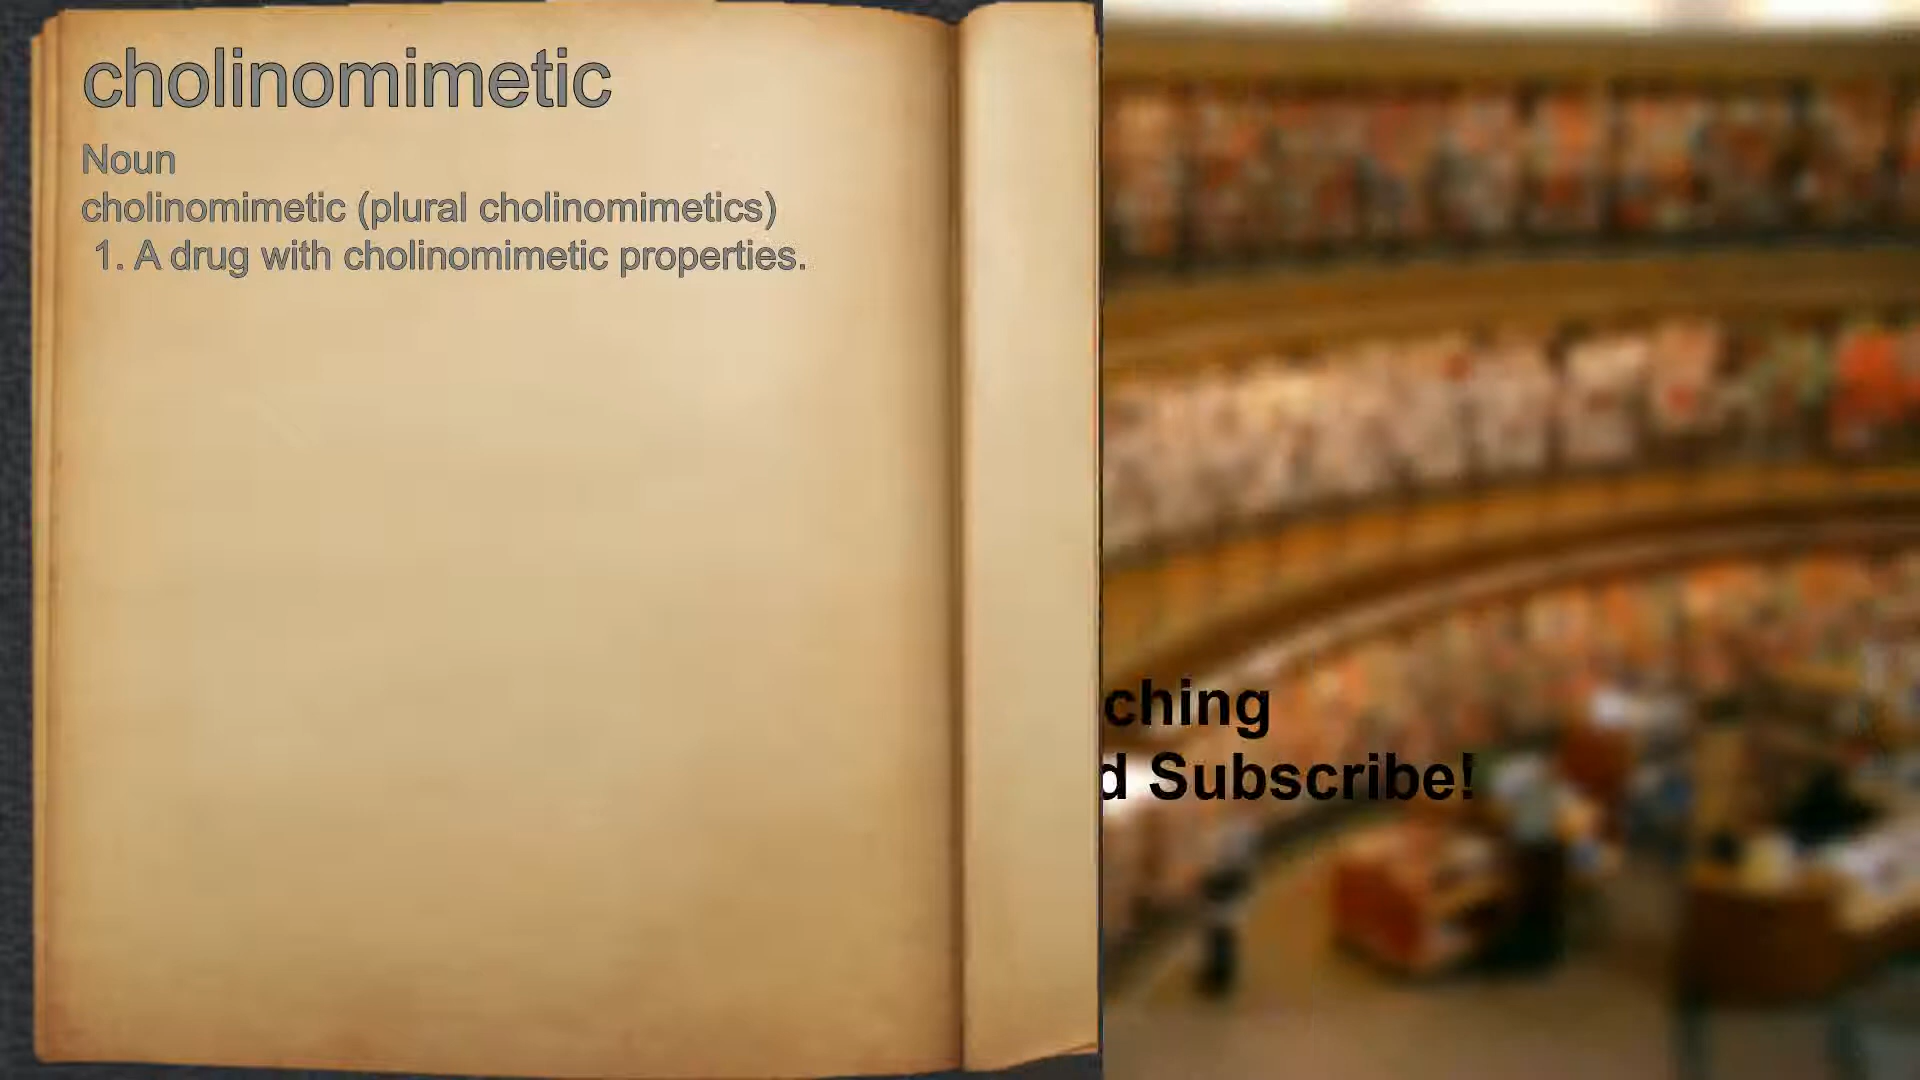 cholinomimetic
Noun
cholinomimetic (plural cholinomimetics)
1. A drug with cholinomimetic properties.
ching
d Subscribe!